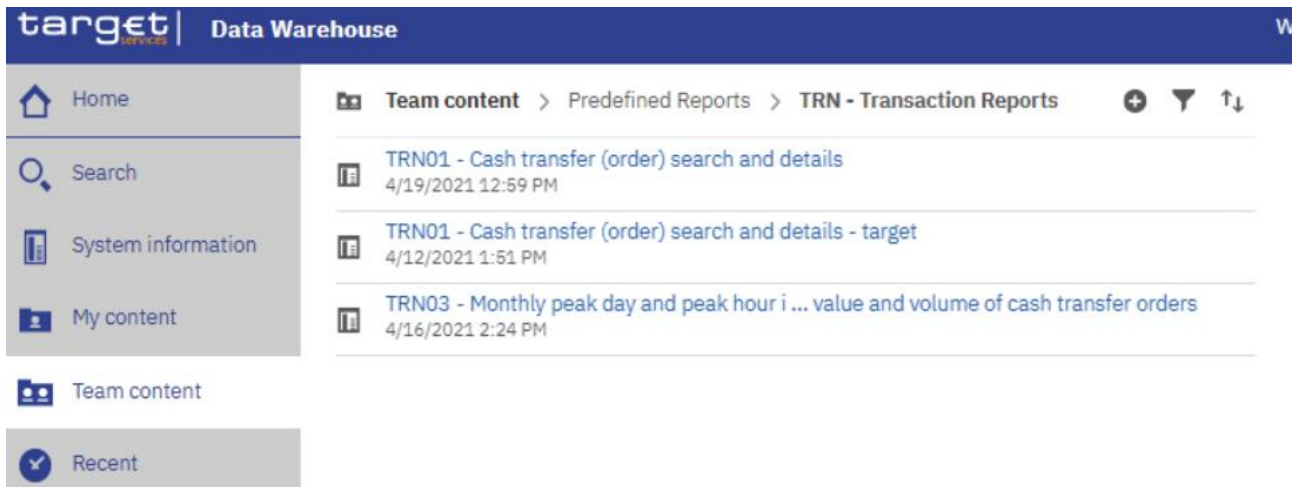 target services | Data Warehouse
W
Home
Team content > Predefined Reports > TRN - Transaction Reports
TRN01 - Cash transfer (order) search and details
4/19/2021 12:59 PM
Search
TRN01 - Cash transfer (order) search and details - target
4/12/2021 1:51 PM
System information
TRN03 - Monthly peak day and peak hour i ... value and volume of cash transfer orders
4/16/2021 2:24 PM
My content
Team content
Recent